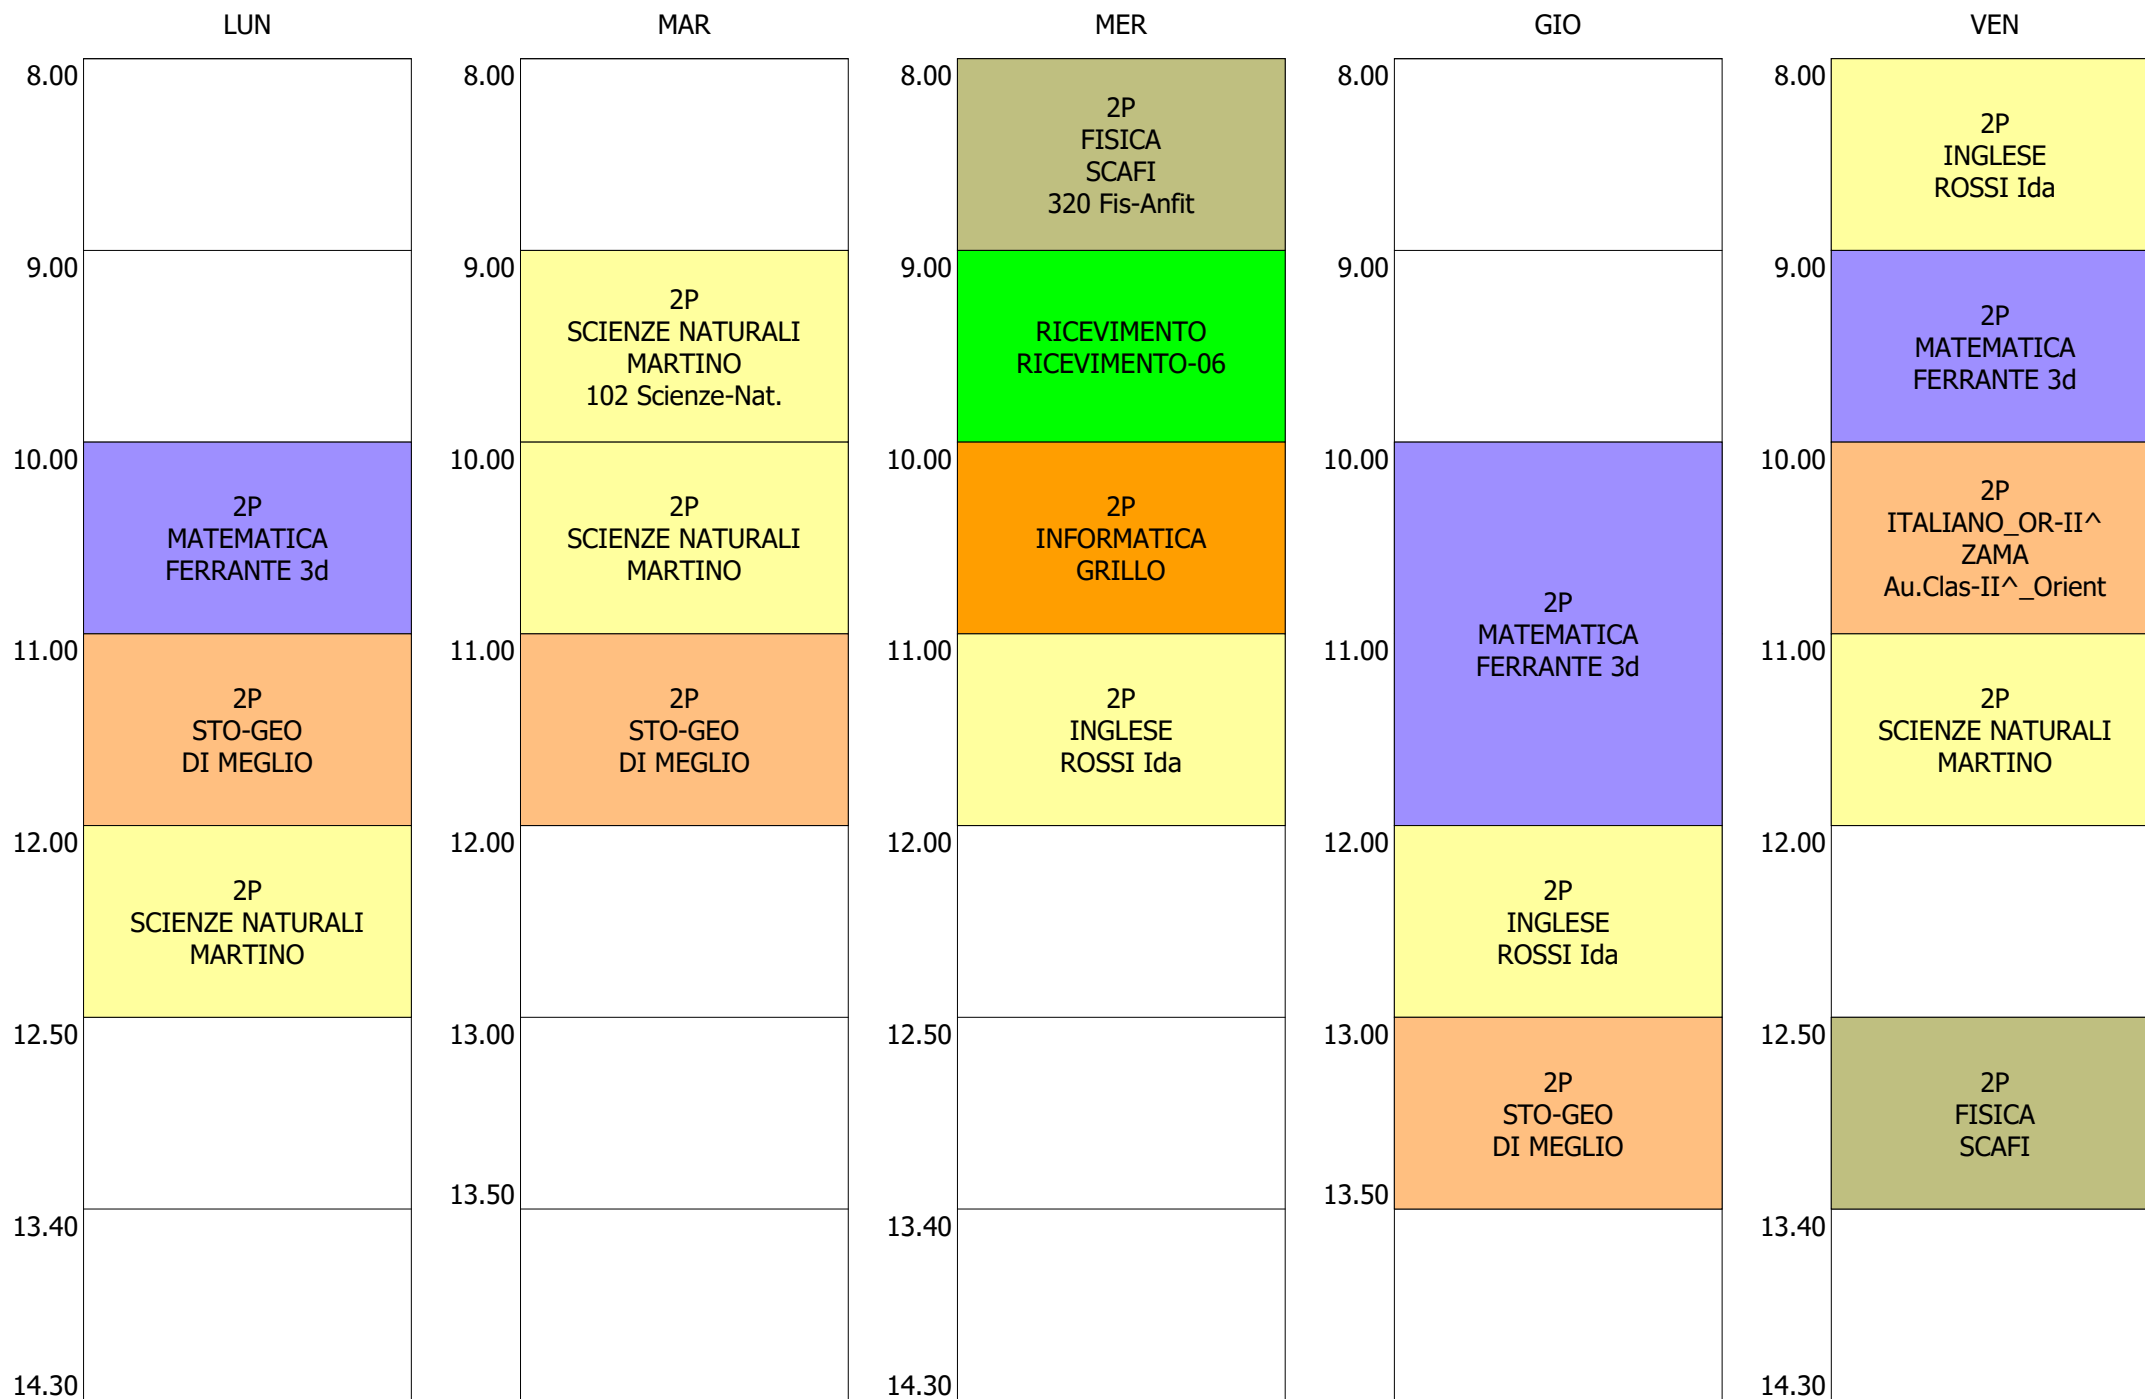 LUN
MAR
MER
GIO
VEN
8.00
9.00
10.00
2P
MATEMATICA
FERRANTE 3d
11.00
2P
STO-GEO
DI MEGLIO
12.00
2P
SCIENZE NATURALI
MARTINO
12.50
13.40
14.30
8.00
9.00
2P
SCIENZE NATURALI
MARTINO
102 Scienze-Nat.
10.00
2P
SCIENZE NATURALI
MARTINO
11.00
2P
STO-GEO
DI MEGLIO
12.00
13.00
13.50
8.00
2P
FISICA
SCAFI
320 Fis-Anfit
9.00
RICEVIMENTO
RICEVIMENTO-06
10.00
2P
INFORMATICA
GRILLO
11.00
2P
INGLESE
ROSSI Ida
12.00
12.50
13.40
14.30
8.00
9.00
10.00
2P
MATEMATICA
FERRANTE 3d
11.00
12.00
2P
INGLESE
ROSSI Ida
13.00
2P
STO-GEO
DI MEGLIO
13.50
8.00
2P
INGLESE
ROSSI Ida
9.00
2P
MATEMATICA
FERRANTE 3d
10.00
2P
ITALIANO_OR-II^
ZAMA
Au.Clas-II^_Orient
11.00
2P
SCIENZE NATURALI
MARTINO
12.00
12.50
2P
FISICA
SCAFI
13.40
14.30